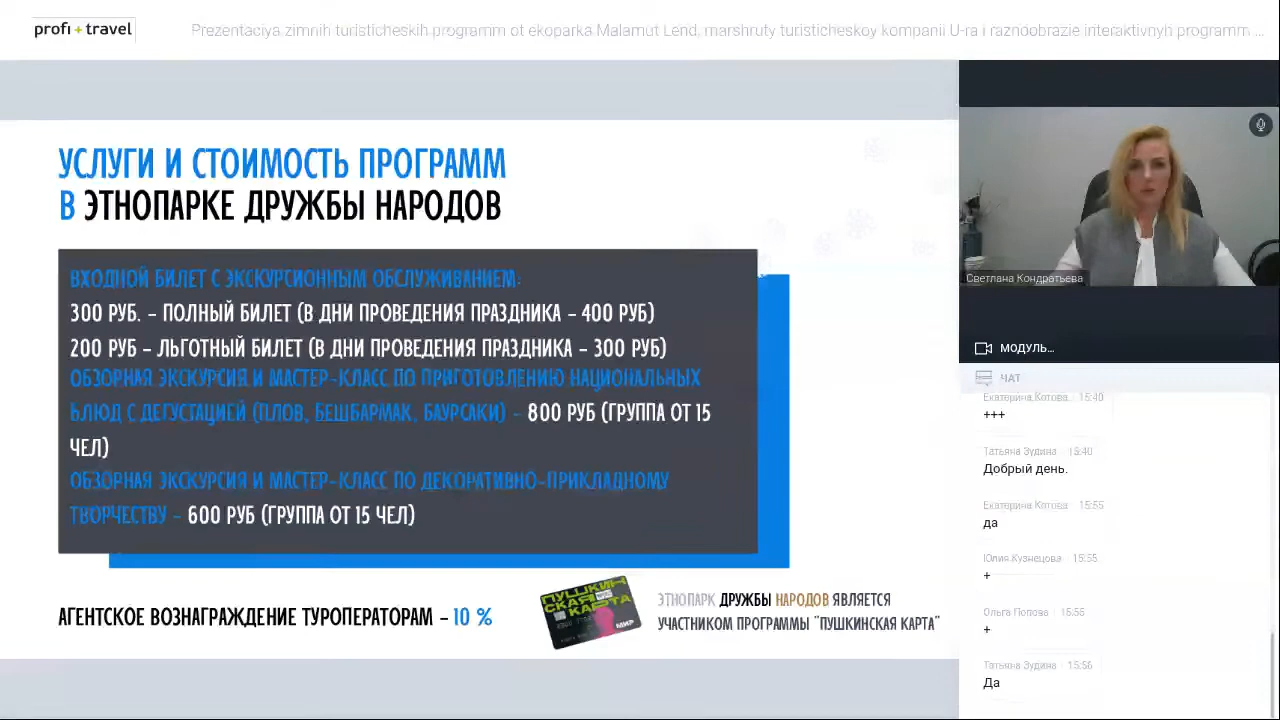 profi + travel
Prezentaciya zimnih turisticheskih programm ot ekoparka Malamut Lend, marshruty turisticheskoy kompanii U-ra i raznoobrazie interaktivnyh programm ...
УСЛУГИ И СТОИМОСТЬ ПРОГРАММ
В ЭТНОПАРКЕ ДРУЖБЫ НАРОДОВ
ВХОДНОЙ БИЛЕТ С ЭКСКУРСИОННЫМ ОБСЛУЖИВАНИЕМ:
300 РУБ. – ПОЛНЫЙ БИЛЕТ (В ДНИ ПРОВЕДЕНИЯ ПРАЗДНИКА – 400 РУБ)
200 РУБ – ЛЬГОТНЫЙ БИЛЕТ (В ДНИ ПРОВЕДЕНИЯ ПРАЗДНИКА – 300 РУБ)
ОБЗОРНАЯ ЭКСКУРСИЯ И МАСТЕР-КЛАСС ПО ПРИГОТОВЛЕНИЮ НАЦИОНАЛЬНЫХ
БЛЮД С ДЕГУСТАЦИЕЙ (ПЛОВ, БЕШБАРМАК, БАУРСАКИ) – 800 РУБ (ГРУППА ОТ 15
ЧЕЛ)
ОБЗОРНАЯ ЭКСКУРСИЯ И МАСТЕР-КЛАСС ПО ДЕКОРАТИВНО-ПРИКЛАДНОМУ
ТВОРЧЕСТВУ – 600 РУБ (ГРУППА ОТ 15 ЧЕЛ)
АГЕНТСКОЕ ВОЗНАГРАЖДЕНИЕ ТУРОПЕРАТОРАМ – 10 %
ПУШКИН
СКАЯ
КАРТА
МИР
ЭТНОПАРК ДРУЖБЫ НАРОДОВ ЯВЛЯЕТСЯ
УЧАСТНИКОМ ПРОГРАММЫ "ПУШКИНСКАЯ КАРТА"
Светлана Кондратьева
МОДУЛЬ...
ЧАТ
Екатерина Котова 15:40
+++
Татьяна Зудина 15:40
Добрый день.
Екатерина Котова 15:55
да
Юлия Кузнецова 15:55
+
Ольга Попова 15:55
+
Татьяна Зудина 15:56
Да